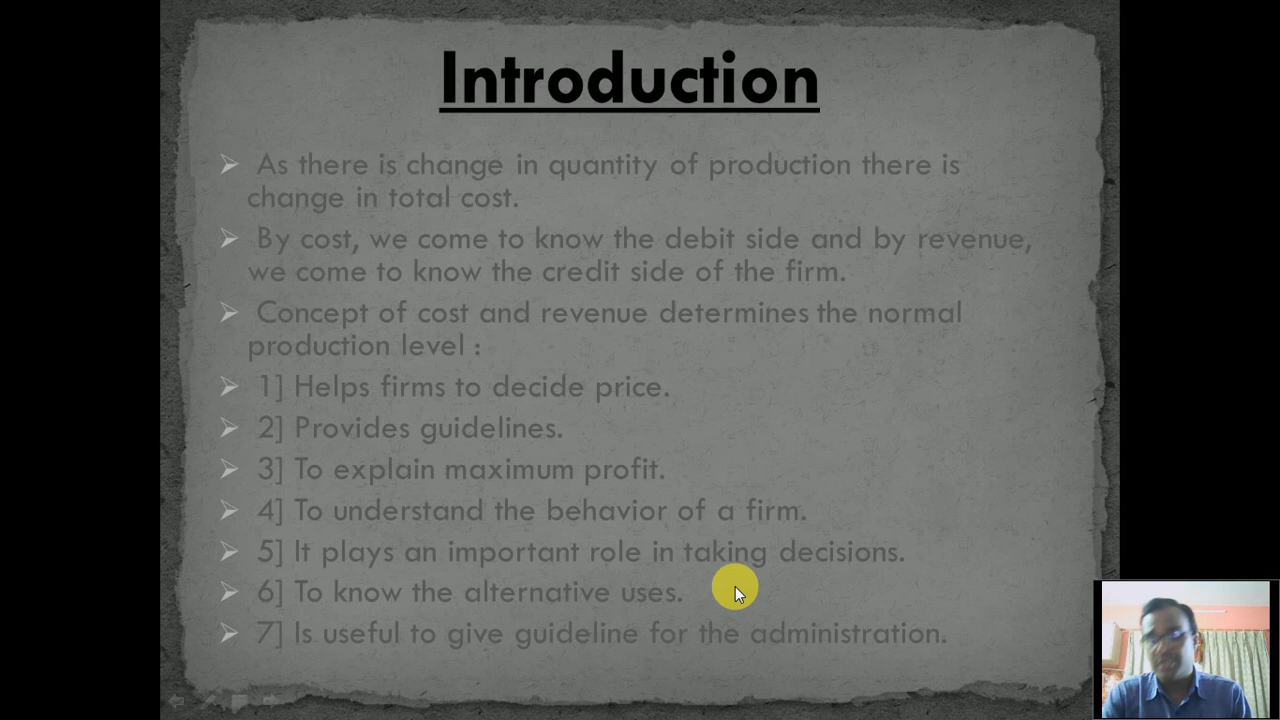 Introduction
As there is change in quantity of production there is
change in total cost.
By cost, we come to know the debit side and by revenue,
we come to know the credit side of the firm.
Concept of cost and revenue determines the normal
production level :
1] Helps firms to decide price.
2] Provides guidelines.
3] To explain maximum profit.
4] To understand the behavior of a firm.
5] It plays an important role in taking decisions.
6] To know the alternative uses.
7] Is useful to give guideline for the administration.